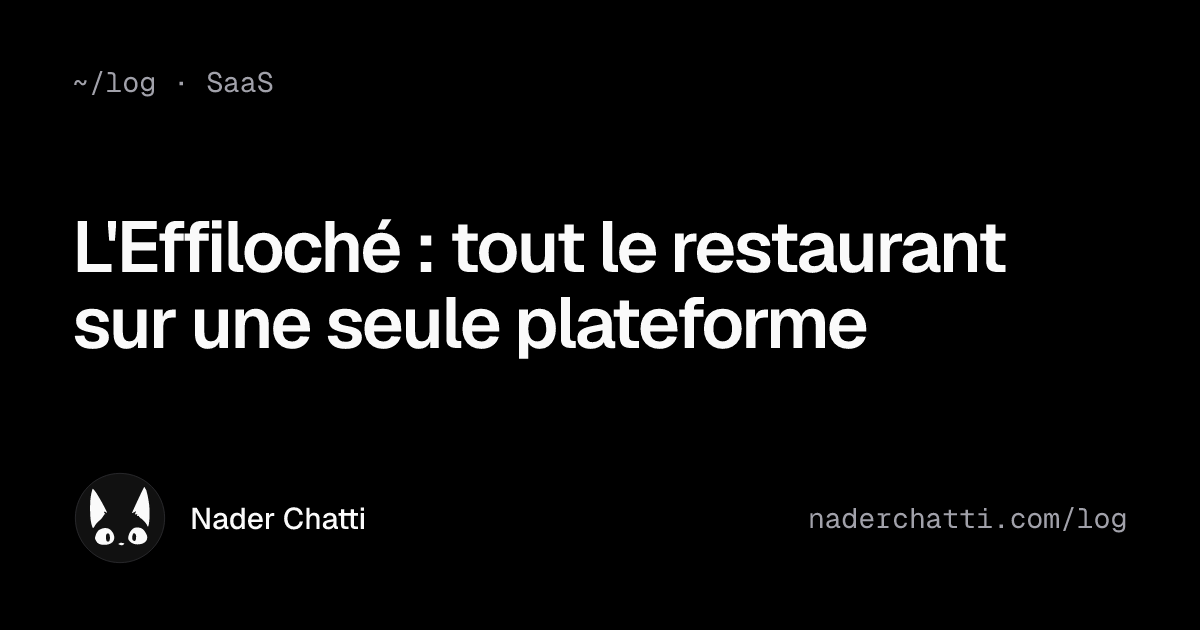 ~/log · SaaS
L'Effiloché : tout le restaurant
sur une seule plateforme
Nader Chatti
naderchatti.com/log